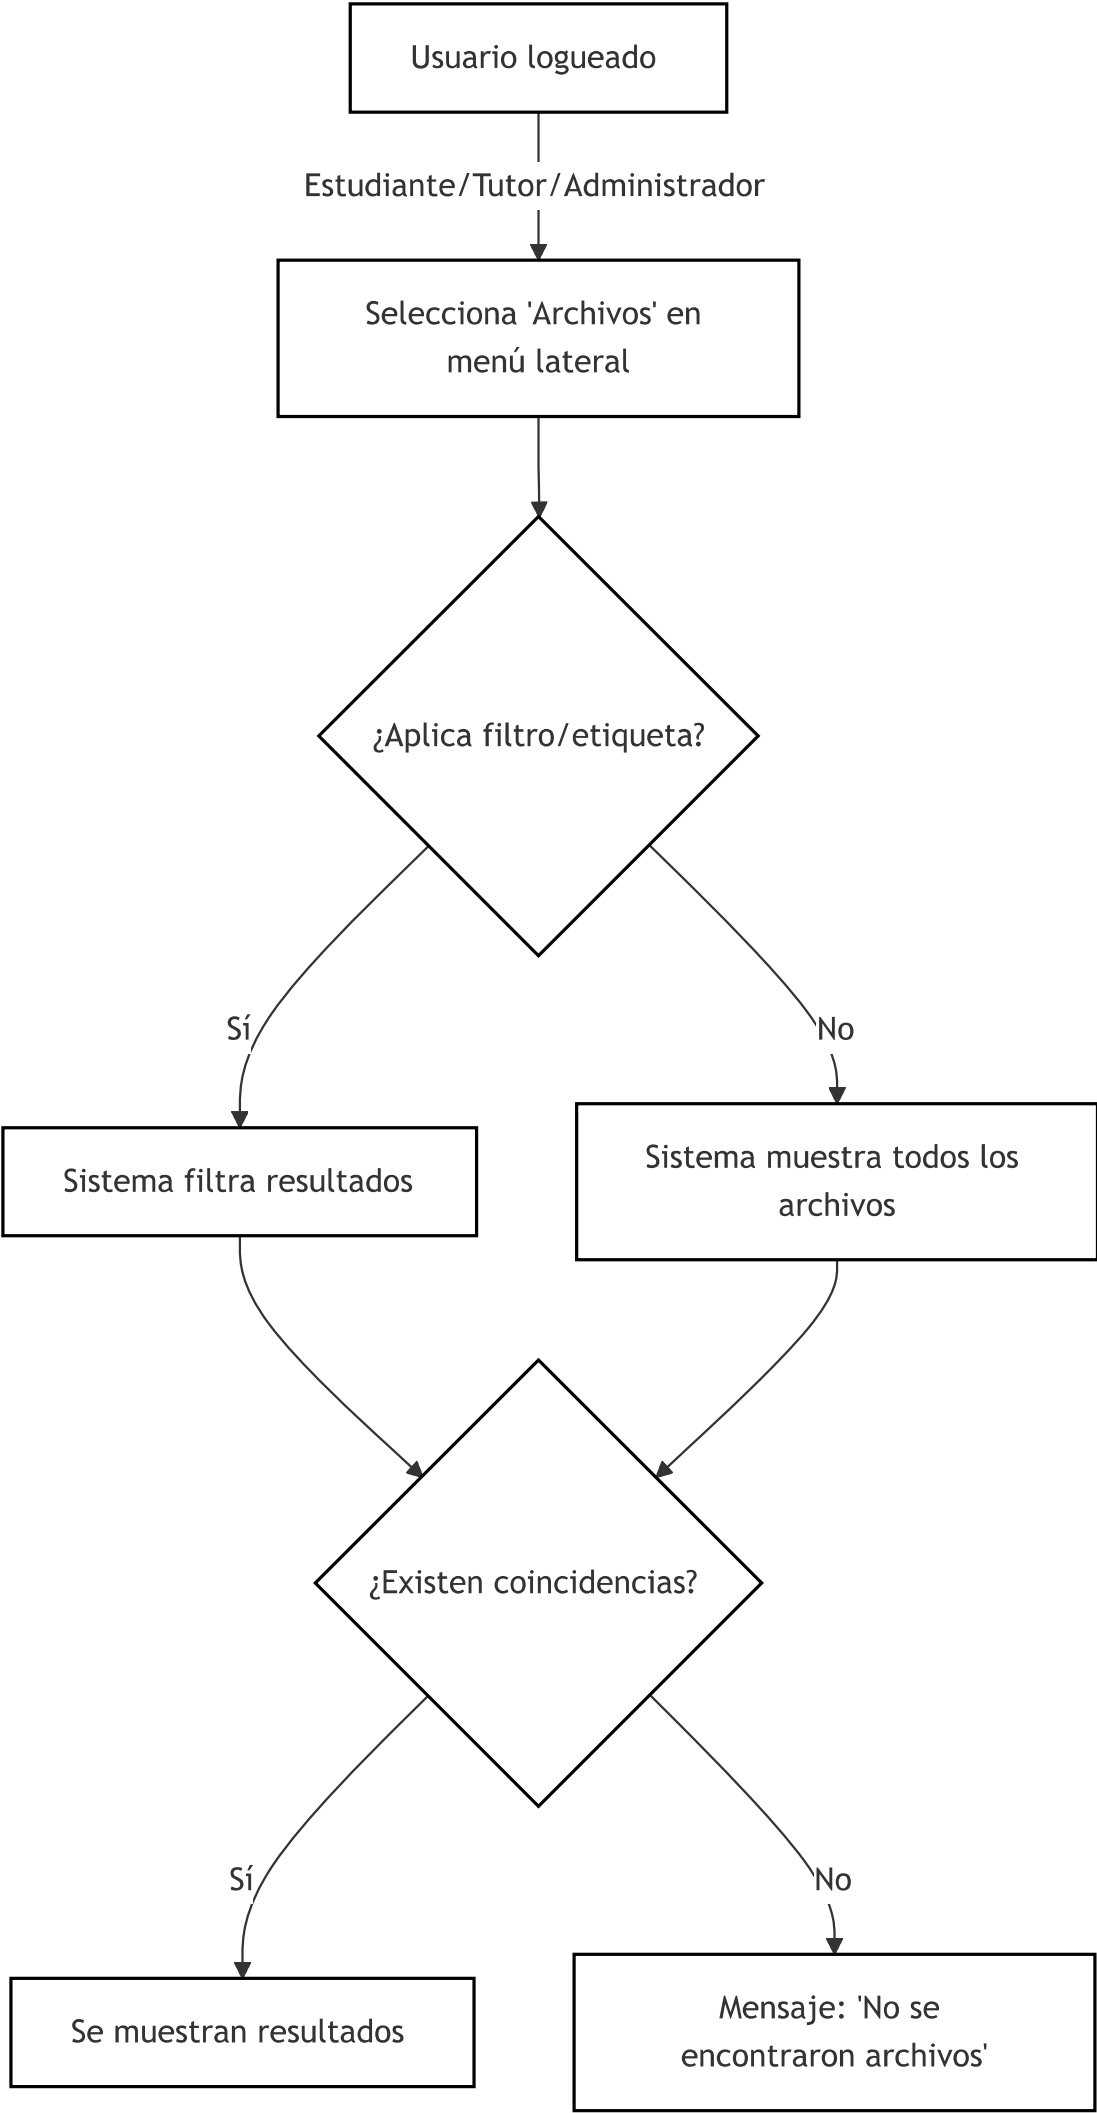 Usuario logueado
Estudiante/Tutor/Administrador
Selecciona 'Archivos' en
menú lateral
¿Aplica filtro/etiqueta?
Sí
No
Sistema filtra resultados
Sistema muestra todos los
archivos
¿Existen coincidencias?
Sí
No
Se muestran resultados
Mensaje: 'No se
encontraron archivos'